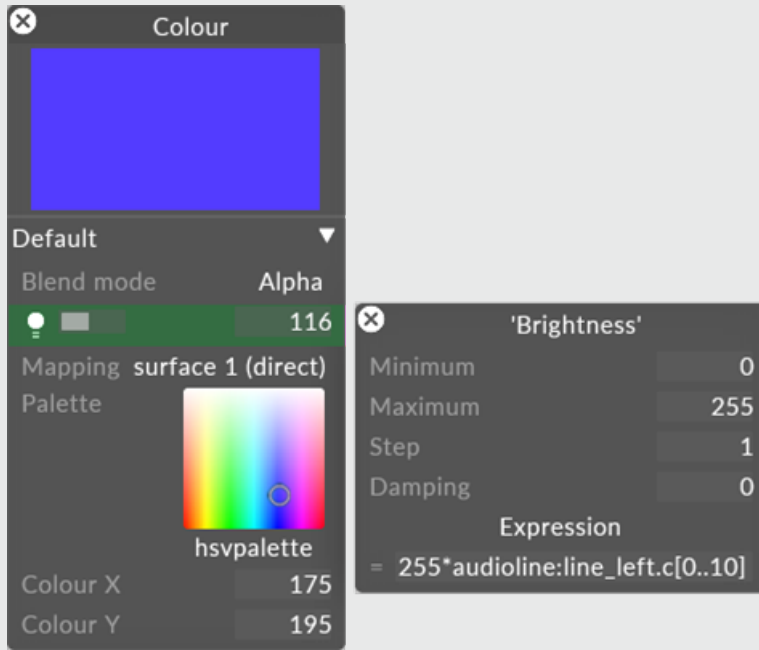 Colour
Default
Blend mode Alpha
116
Mapping surface 1 (direct)
Palette
hsvpalette
Colour X 175
Colour Y 195
'Brightness'
Minimum 0
Maximum 255
Step 1
Damping 0
Expression
= 255*audioline:line_left.c[0..10]